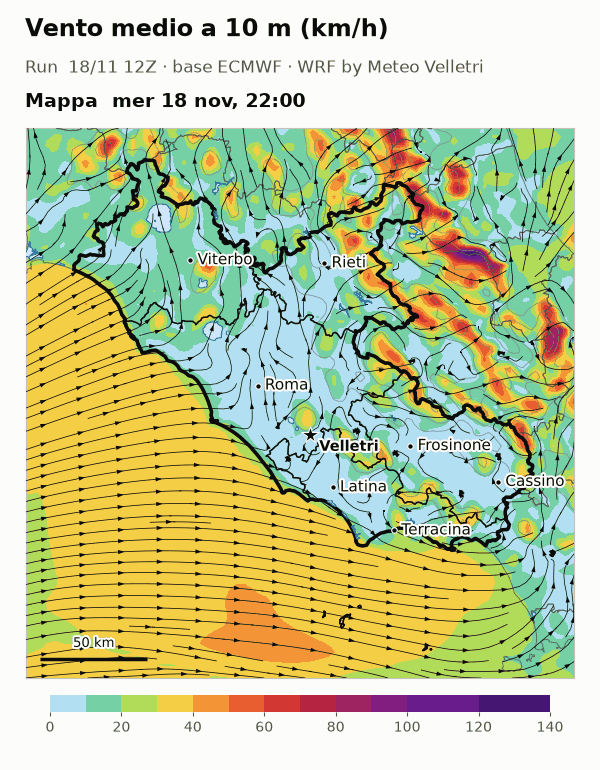 Vento medio a 10 m (km/h)
Run 18/11 12Z · base ECMWF · WRF by Meteo Velletri
Mappa mer 18 nov, 22:00
Viterbo
Rieti
Roma
Velletri
Frosinone
Latina
Cassino
Terracina
50 km
0 20 40 60 80 100 120 140